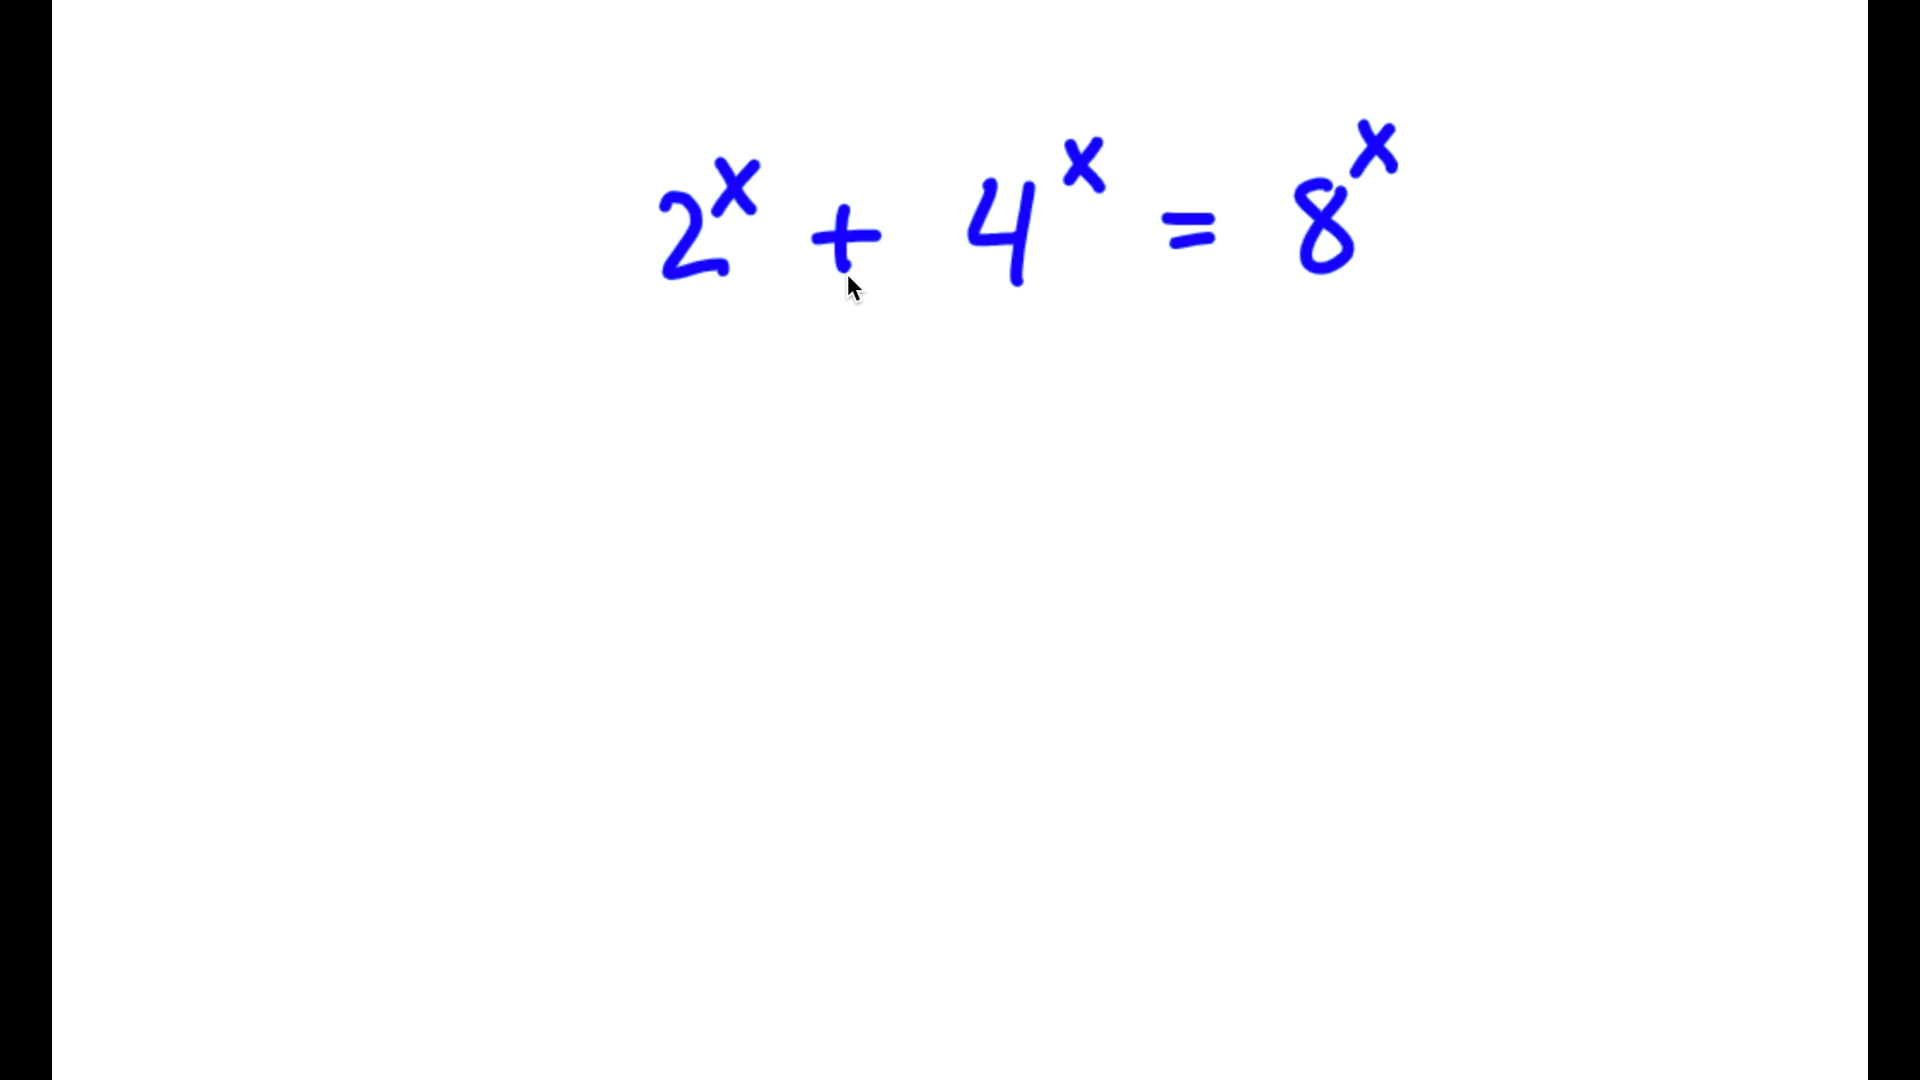 2^x + 4^x = 8^x